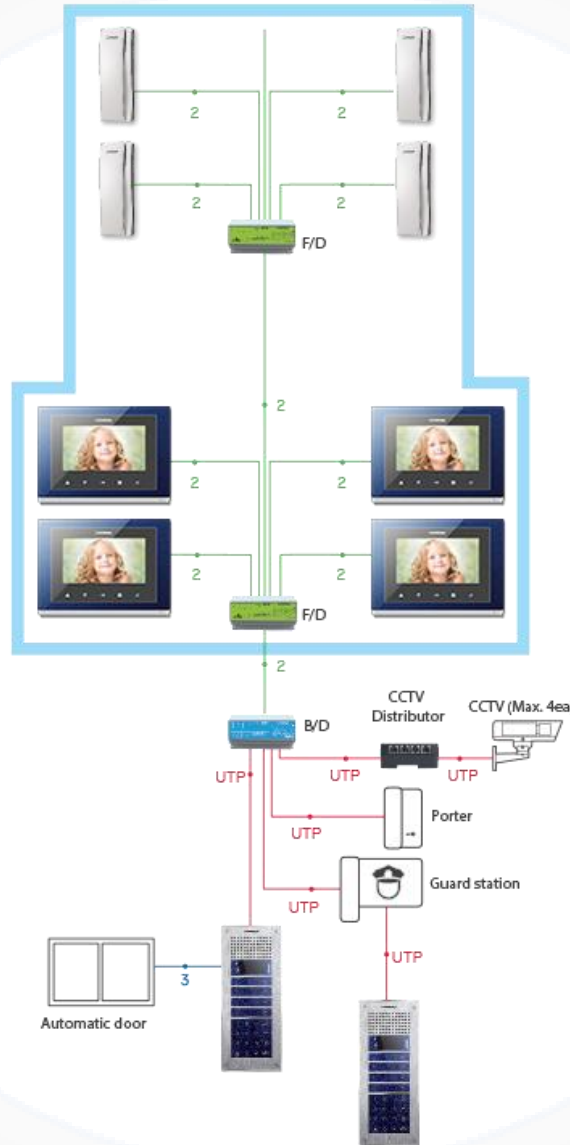 2
2
2
2
F/D
2
2
2
2
2
F/D
2
B/D
CCTV
Distributor
CCTV (Max. 4ea
UTP
UTP
UTP
UTP
Porter
UTP
Guard station
UTP
3
Automatic door